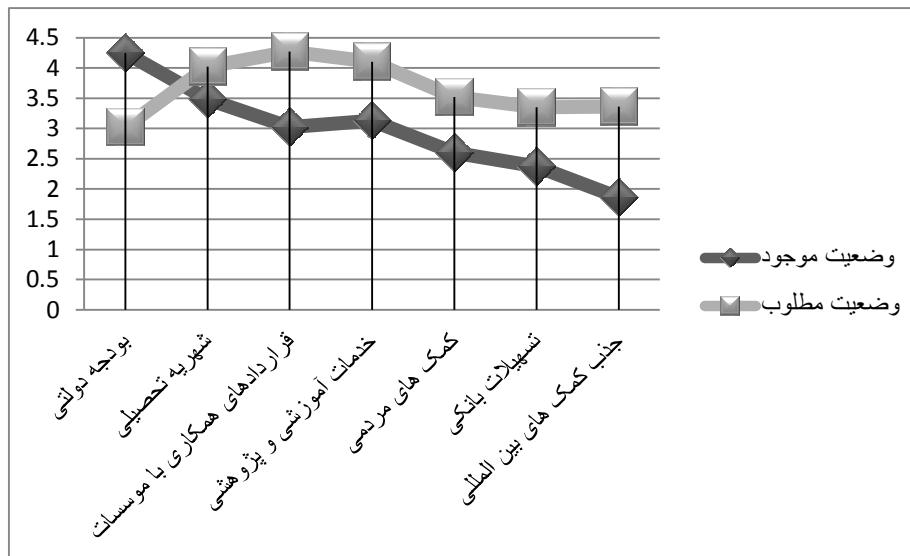 4.5
4
3.5
3
2.5
2
1.5
1
0.5
0
بودجه دولتی
شهریه تحصیلی
قراردادهای همکاری با موسسات
خدمات آموزشی و پژوهشی
کمک های مردمی
تسهیلات بانکی
جذب کمک های بین المللی
وضعیت موجود
وضعیت مطلوب